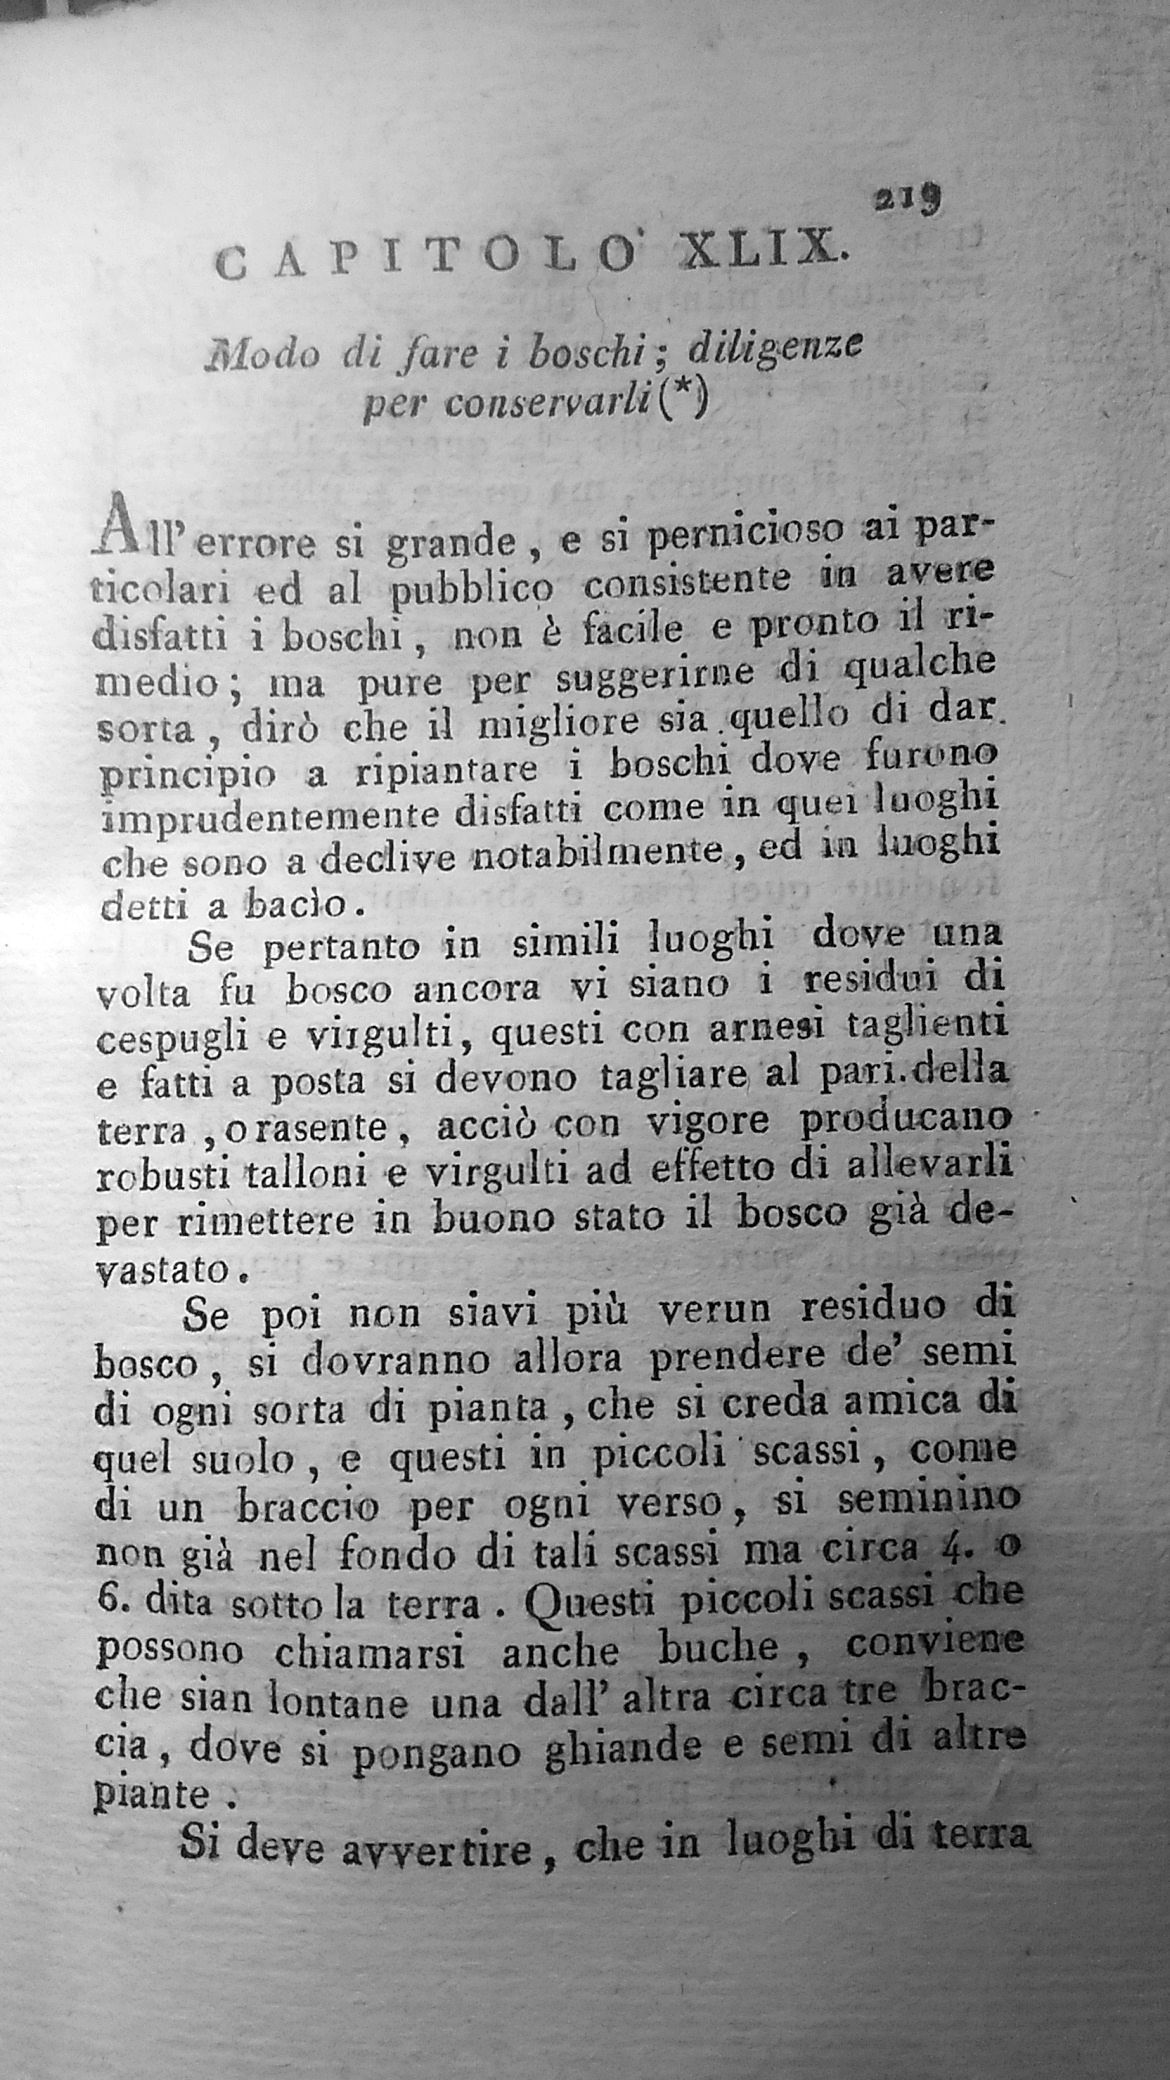 219
CAPITOLO XLIX.
Modo di fare i boschi; diligenze
per conservarli (*)
All' errore si grande, e si pernicioso ai par-
ticolari ed al pubblico consistente in avere
disfatti i boschi, non è facile e pronto il ri-
medio; ma pure per suggerirne di qualche
sorta, dirò che il migliore sia quello di dar
principio a ripiantare i boschi dove furono
imprudentemente disfatti come in quei luoghi
che sono a declive notabilmente, ed in luoghi
detti a bacìo.
Se pertanto in simili luoghi dove una
volta fu bosco ancora vi siano i residui di
cespugli e virgulti, questi con arnesi taglienti
e fatti a posta si devono tagliare al pari della
terra, o rasente, acciò con vigore producano
robusti talloni e virgulti ad effetto di allevarli
per rimettere in buono stato il bosco già de-
vastato.
Se poi non siavi più verun residuo di
bosco, si dovranno allora prendere de' semi
di ogni sorta di pianta, che si creda amica di
quel suolo, e questi in piccoli scassi, come
di un braccio per ogni verso, si seminino
non già nel fondo di tali scassi ma circa 4. o
6. dita sotto la terra. Questi piccoli scassi che
possono chiamarsi anche buche, conviene
che sian lontane una dall' altra circa tre brac-
cia, dove si pongano ghiande e semi di altre
piante.
Si deve avvertire, che in luoghi di terra